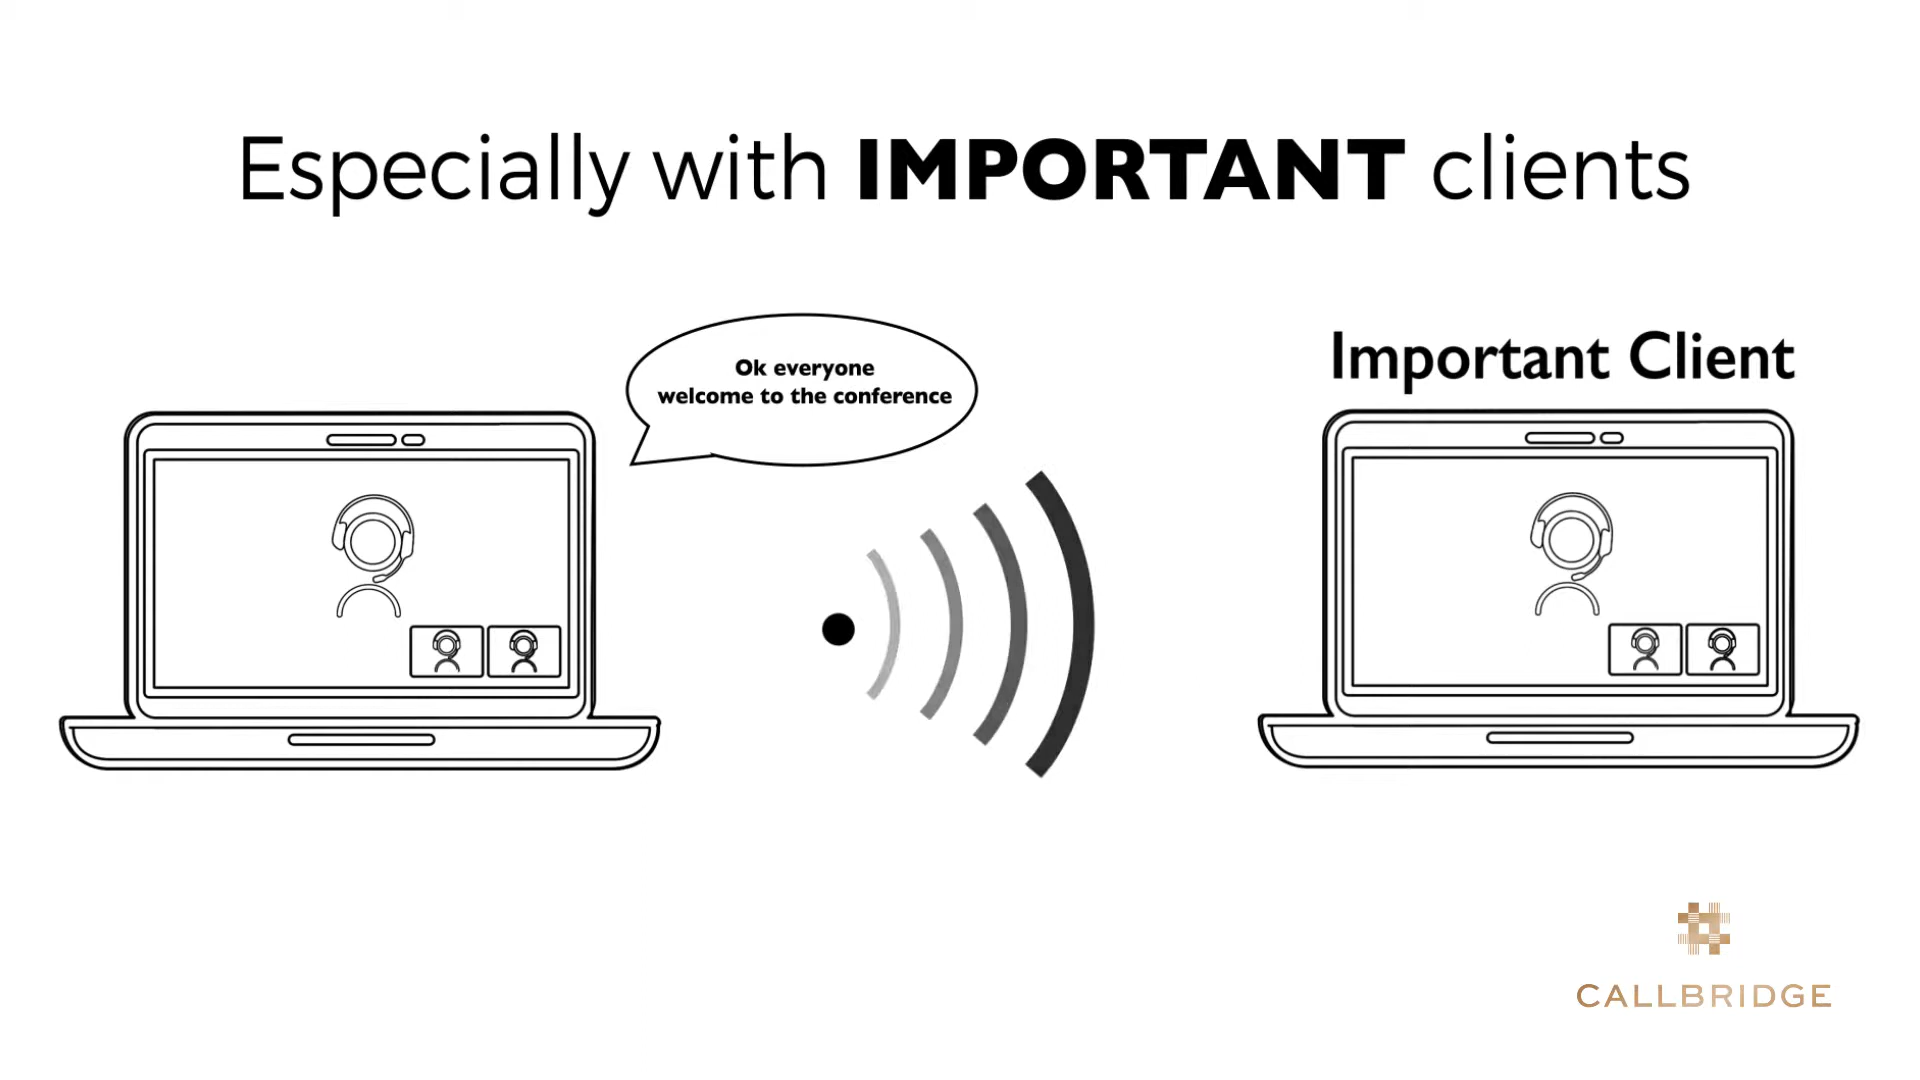 Especially with IMPORTANT clients
Ok everyone
welcome to the conference
Important Client
CALLBRIDGE